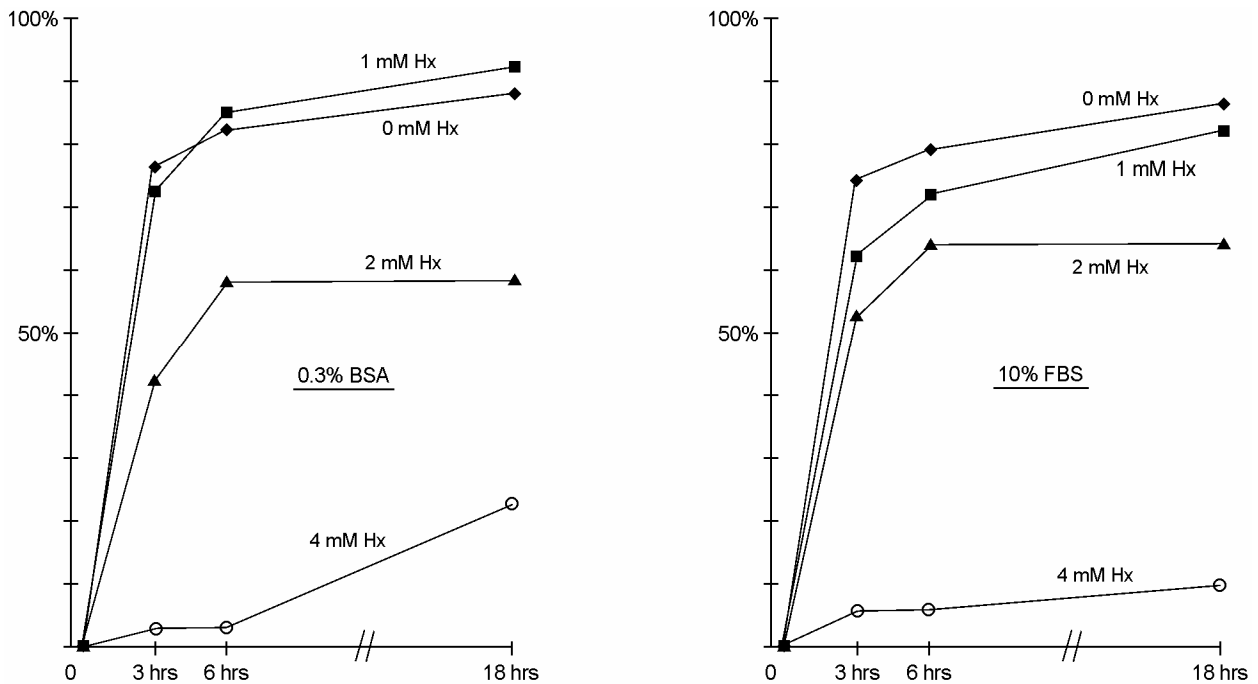 100%
50%
1 mM Hx
0 mM Hx
2 mM Hx
0.3% BSA
4 mM Hx
0
3 hrs
6 hrs
18 hrs
100%
50%
0 mM Hx
1 mM Hx
2 mM Hx
10% FBS
4 mM Hx
0
3 hrs
6 hrs
18 hrs